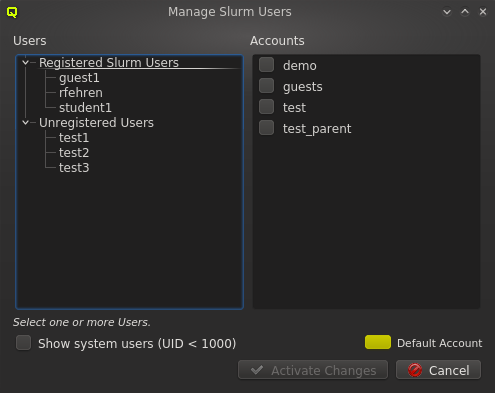 Manage Slurm Users
Users
Accounts
Registered Slurm Users
guest1
rfehren
student1
Unregistered Users
test1
test2
test3
demo
guests
test
test_parent
Select one or more Users.
Show system users (UID < 1000)
Default Account
Activate Changes
Cancel